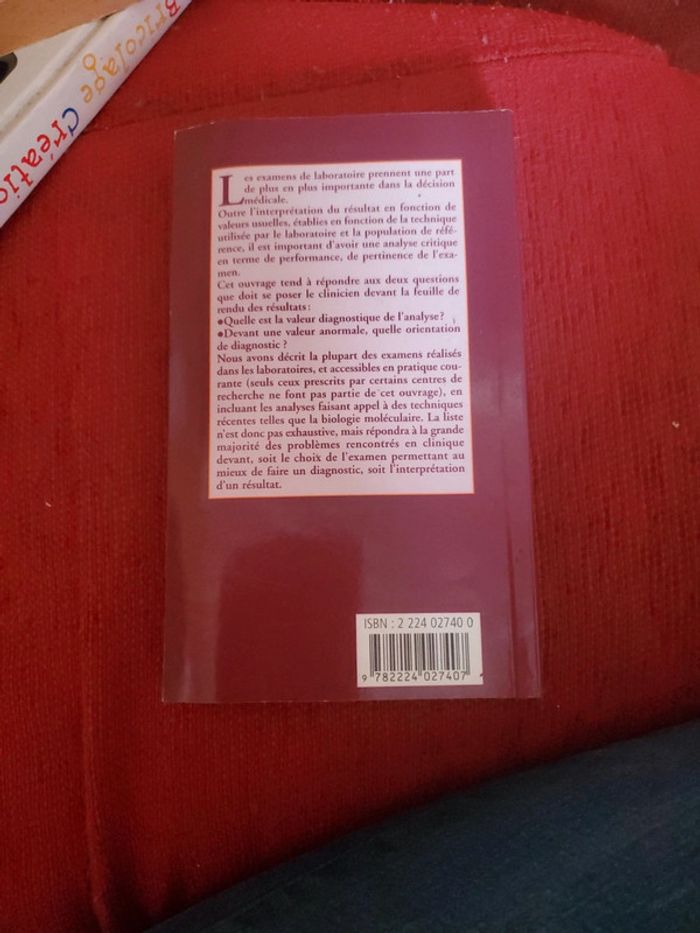 Bricolage Créatio
Les examens de laboratoire prennent une part
de plus en plus importante dans la décision
médicale.
Outre l'interprétation du résultat en fonction de
valeurs usuelles, établies en fonction de la technique
utilisée par le laboratoire et la population de réfé-
rence, il est important d'avoir une analyse critique
en terme de performance, de pertinence de l'exa-
men.
Cet ouvrage tend à répondre aux deux questions
que doit se poser le clinicien devant la feuille de
rendu des résultats :
●Quelle est la valeur diagnostique de l'analyse ?
●Devant une valeur anormale, quelle orientation
de diagnostic ?
Nous avons décrit la plupart des examens réalisés
dans les laboratoires, et accessibles en pratique cou-
rante (seuls ceux prescrits par certains centres de
recherche ne font pas partie de cet ouvrage), en
incluant les analyses faisant appel à des techniques
récentes telles que la biologie moléculaire. La liste
n'est donc pas exhaustive, mais répondra à la grande
majorité des problèmes rencontrés en clinique
devant, soit le choix de l'examen permettant au
mieux de faire un diagnostic, soit l'interprétation
d'un résultat.
ISBN : 2 224 02740 0
9 782224 027407